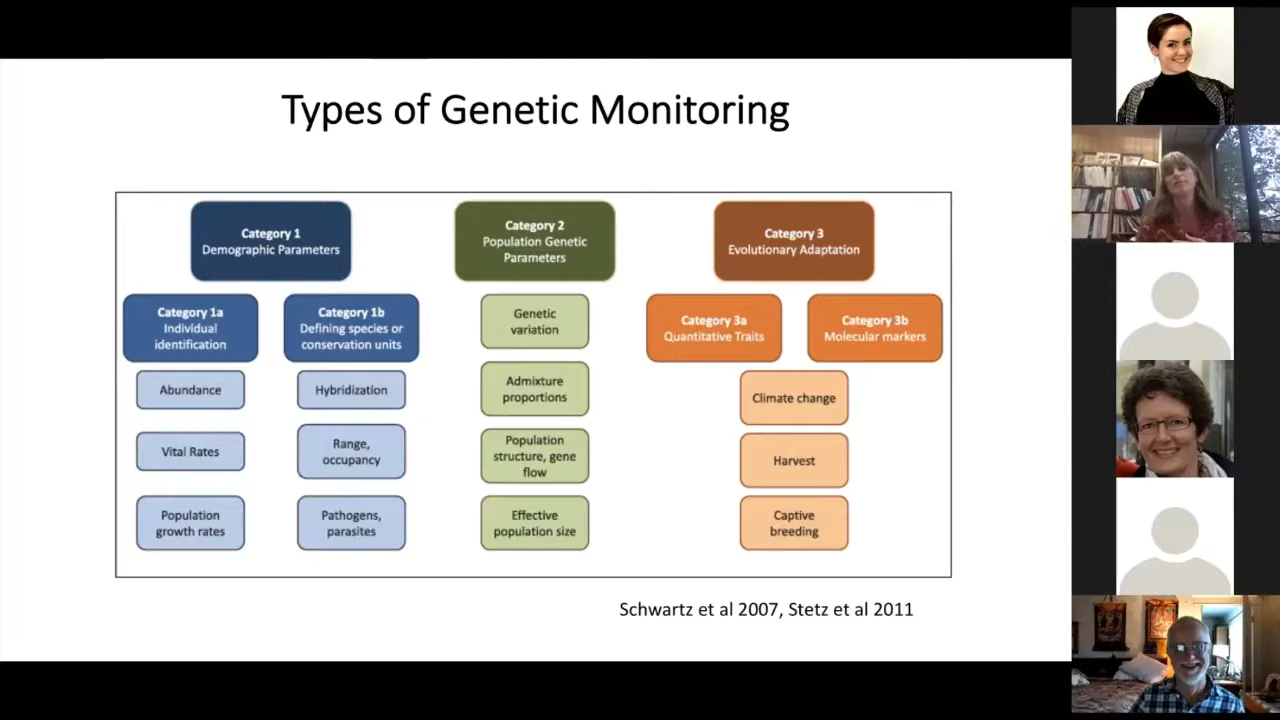 Types of Genetic Monitoring
Category 1
Demographic Parameters
Category 1a
Individual
identification
Abundance
Vital Rates
Population
growth rates
Category 1b
Defining species or
conservation units
Hybridization
Range,
occupancy
Pathogens,
parasites
Category 2
Population Genetic
Parameters
Genetic
variation
Admixture
proportions
Population
structure, gene
flow
Effective
population size
Category 3
Evolutionary Adaptation
Category 3a
Quantitative Traits
Category 3b
Molecular markers
Climate change
Harvest
Captive
breeding
Schwartz et al 2007, Stetz et al 2011